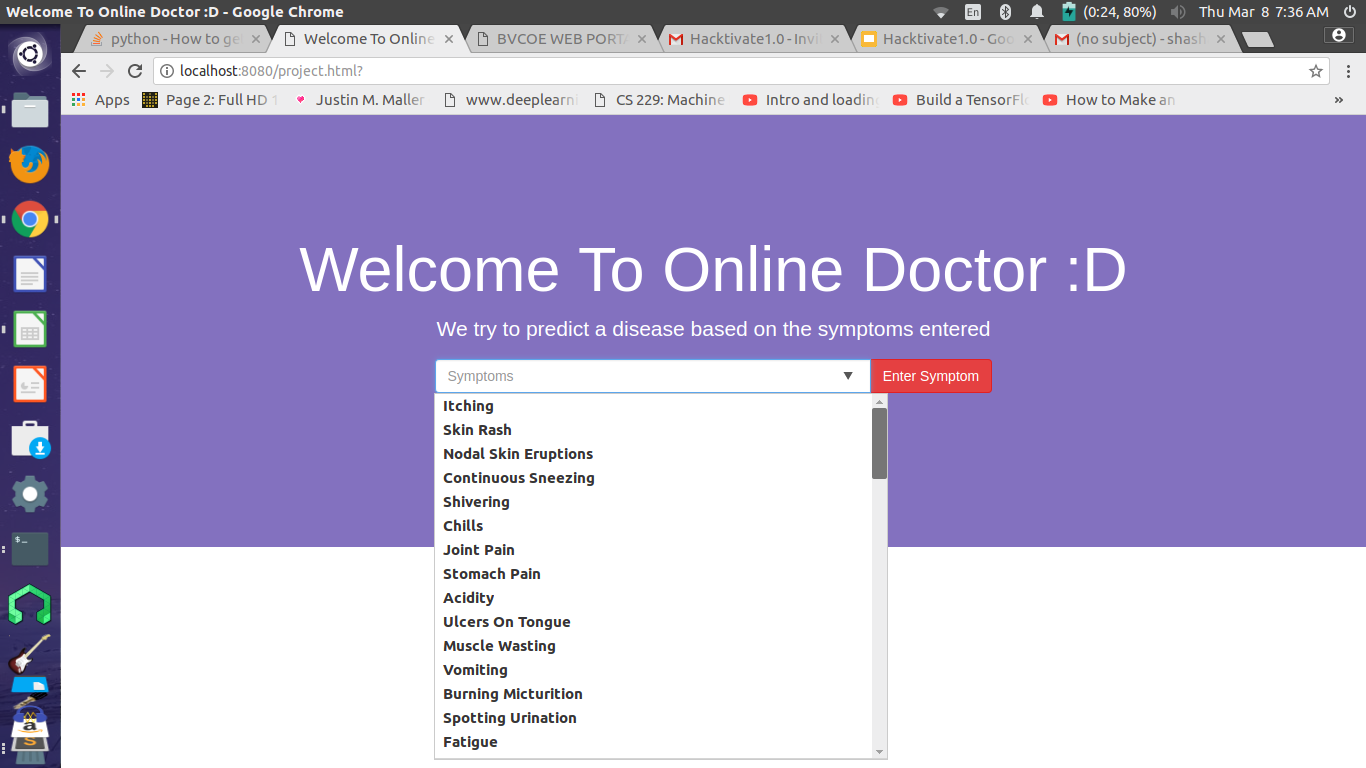 Welcome To Online Doctor :D - Google Chrome
En (0:24, 80%) Thu Mar 8 7:36 AM
python - How to ge
Welcome To Online
BVCOE WEB PORTA
Hacktivate1.0 - Invi
Hacktivate1.0 - Goo
(no subject) - shash
localhost:8080/project.html?
Apps
Page 2: Full HD
Justin M. Maller
www.deeplearni
CS 229: Machine
Intro and loading
Build a TensorFlo
How to Make an
»
Welcome To Online Doctor :D
We try to predict a disease based on the symptoms entered
Symptoms
Enter Symptom
Itching
Skin Rash
Nodal Skin Eruptions
Continuous Sneezing
Shivering
Chills
Joint Pain
Stomach Pain
Acidity
Ulcers On Tongue
Muscle Wasting
Vomiting
Burning Micturition
Spotting Urination
Fatigue